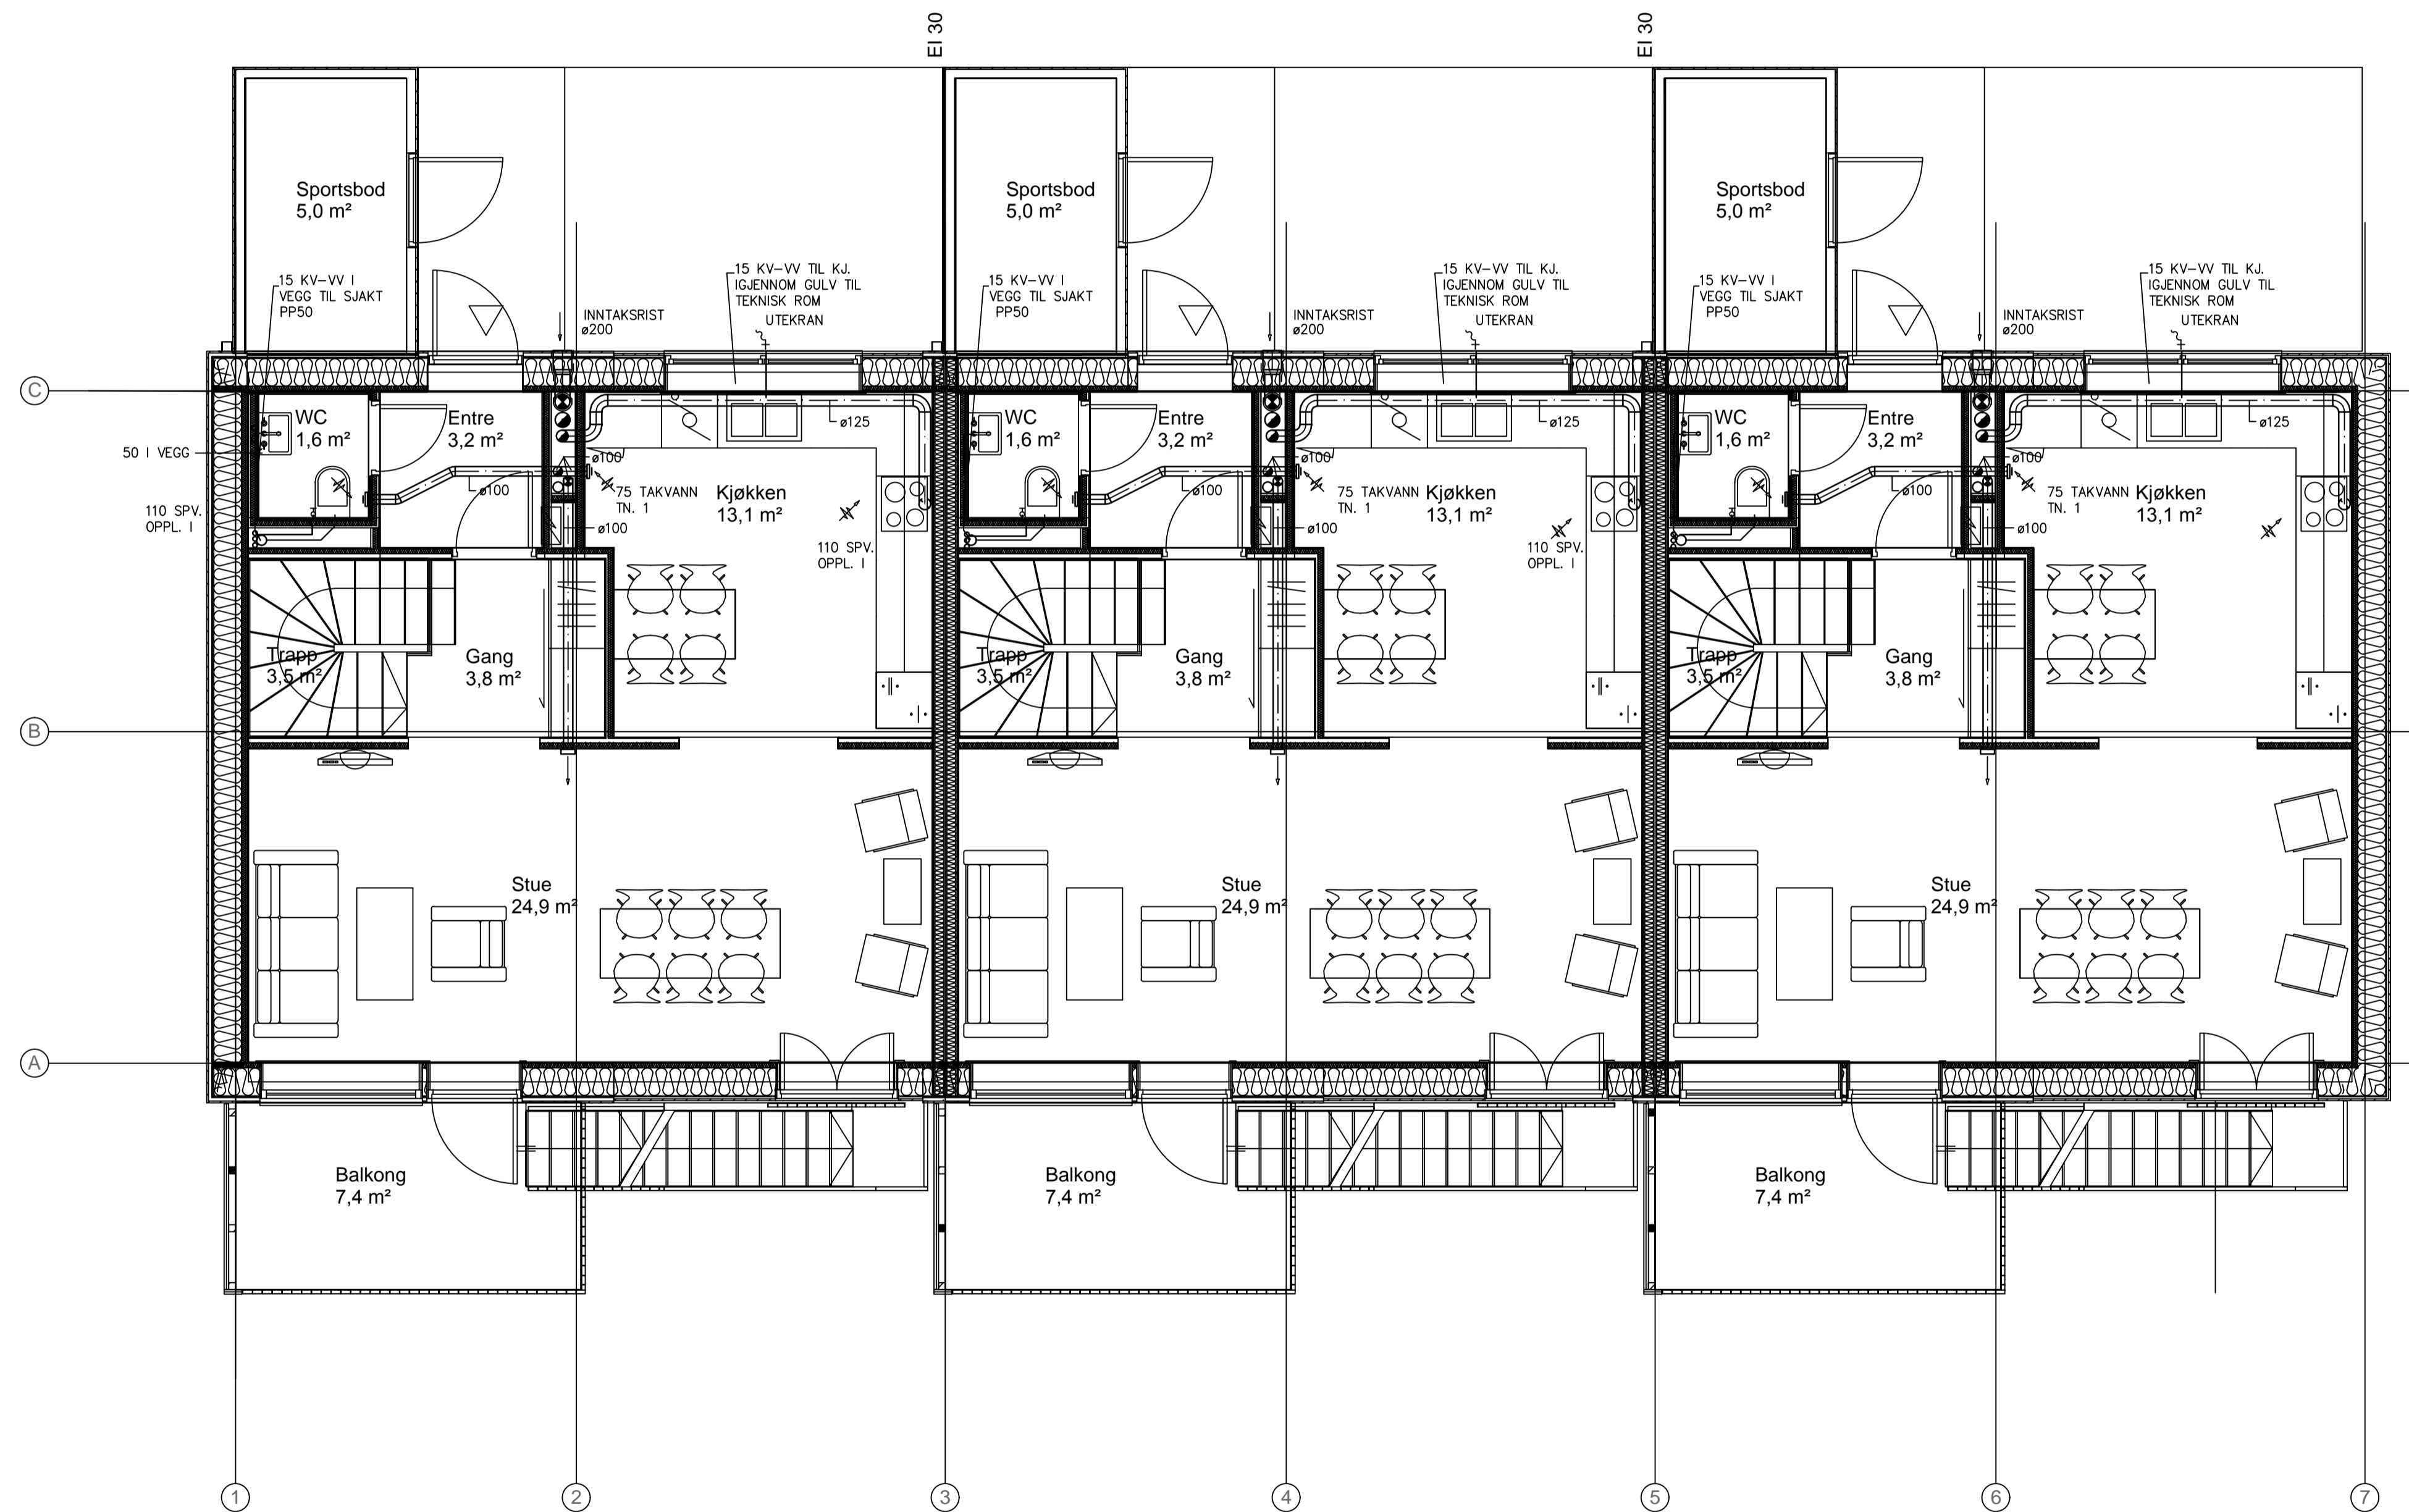 EI 30
EI 30
Sportsbod
5,0 m²
Sportsbod
5,0 m²
Sportsbod
5,0 m²
15 KV-VV I
VEGG TIL SJAKT
PP50
INNTAKSRIST
ø200
15 KV-VV TIL KJ.
IGJENNOM GULV TIL
TEKNISK ROM
UTEKRAN
15 KV-VV I
VEGG TIL SJAKT
PP50
INNTAKSRIST
ø200
15 KV-VV TIL KJ.
IGJENNOM GULV TIL
TEKNISK ROM
UTEKRAN
15 KV-VV I
VEGG TIL SJAKT
PP50
INNTAKSRIST
ø200
15 KV-VV TIL KJ.
IGJENNOM GULV TIL
TEKNISK ROM
UTEKRAN
C
WC
1,6 m²
Entre
3,2 m²
ø125
WC
1,6 m²
Entre
3,2 m²
ø125
WC
1,6 m²
Entre
3,2 m²
ø125
50 I VEGG
ø100
ø100
ø100
ø100
ø100
ø100
75 TAKVANN
TN. 1
Kjøkken
13,1 m²
75 TAKVANN
TN. 1
Kjøkken
13,1 m²
75 TAKVANN
TN. 1
Kjøkken
13,1 m²
110 SPV.
OPPL. I
ø100
ø100
ø100
110 SPV.
OPPL. I
110 SPV.
OPPL. I
Trapp
3,5 m²
Gang
3,8 m²
Trapp
3,5 m²
Gang
3,8 m²
Trapp
3,5 m²
Gang
3,8 m²
B
Stue
24,9 m²
Stue
24,9 m²
Stue
24,9 m²
A
Balkong
7,4 m²
Balkong
7,4 m²
Balkong
7,4 m²
1
2
3
4
5
6
7